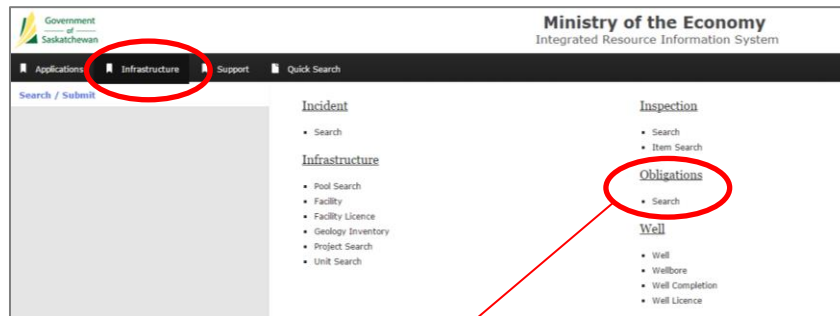 Government
of
Saskatchewan
Ministry of the Economy
Integrated Resource Information System
Applications Infrastructure Support Quick Search
Search / Submit
Incident
Search
Infrastructure
Pool Search
Facility
Facility Licence
Geology Inventory
Project Search
Unit Search
Inspection
Search
Item Search
Obligations
Search
Well
Well
Wellbore
Well Completion
Well Licence